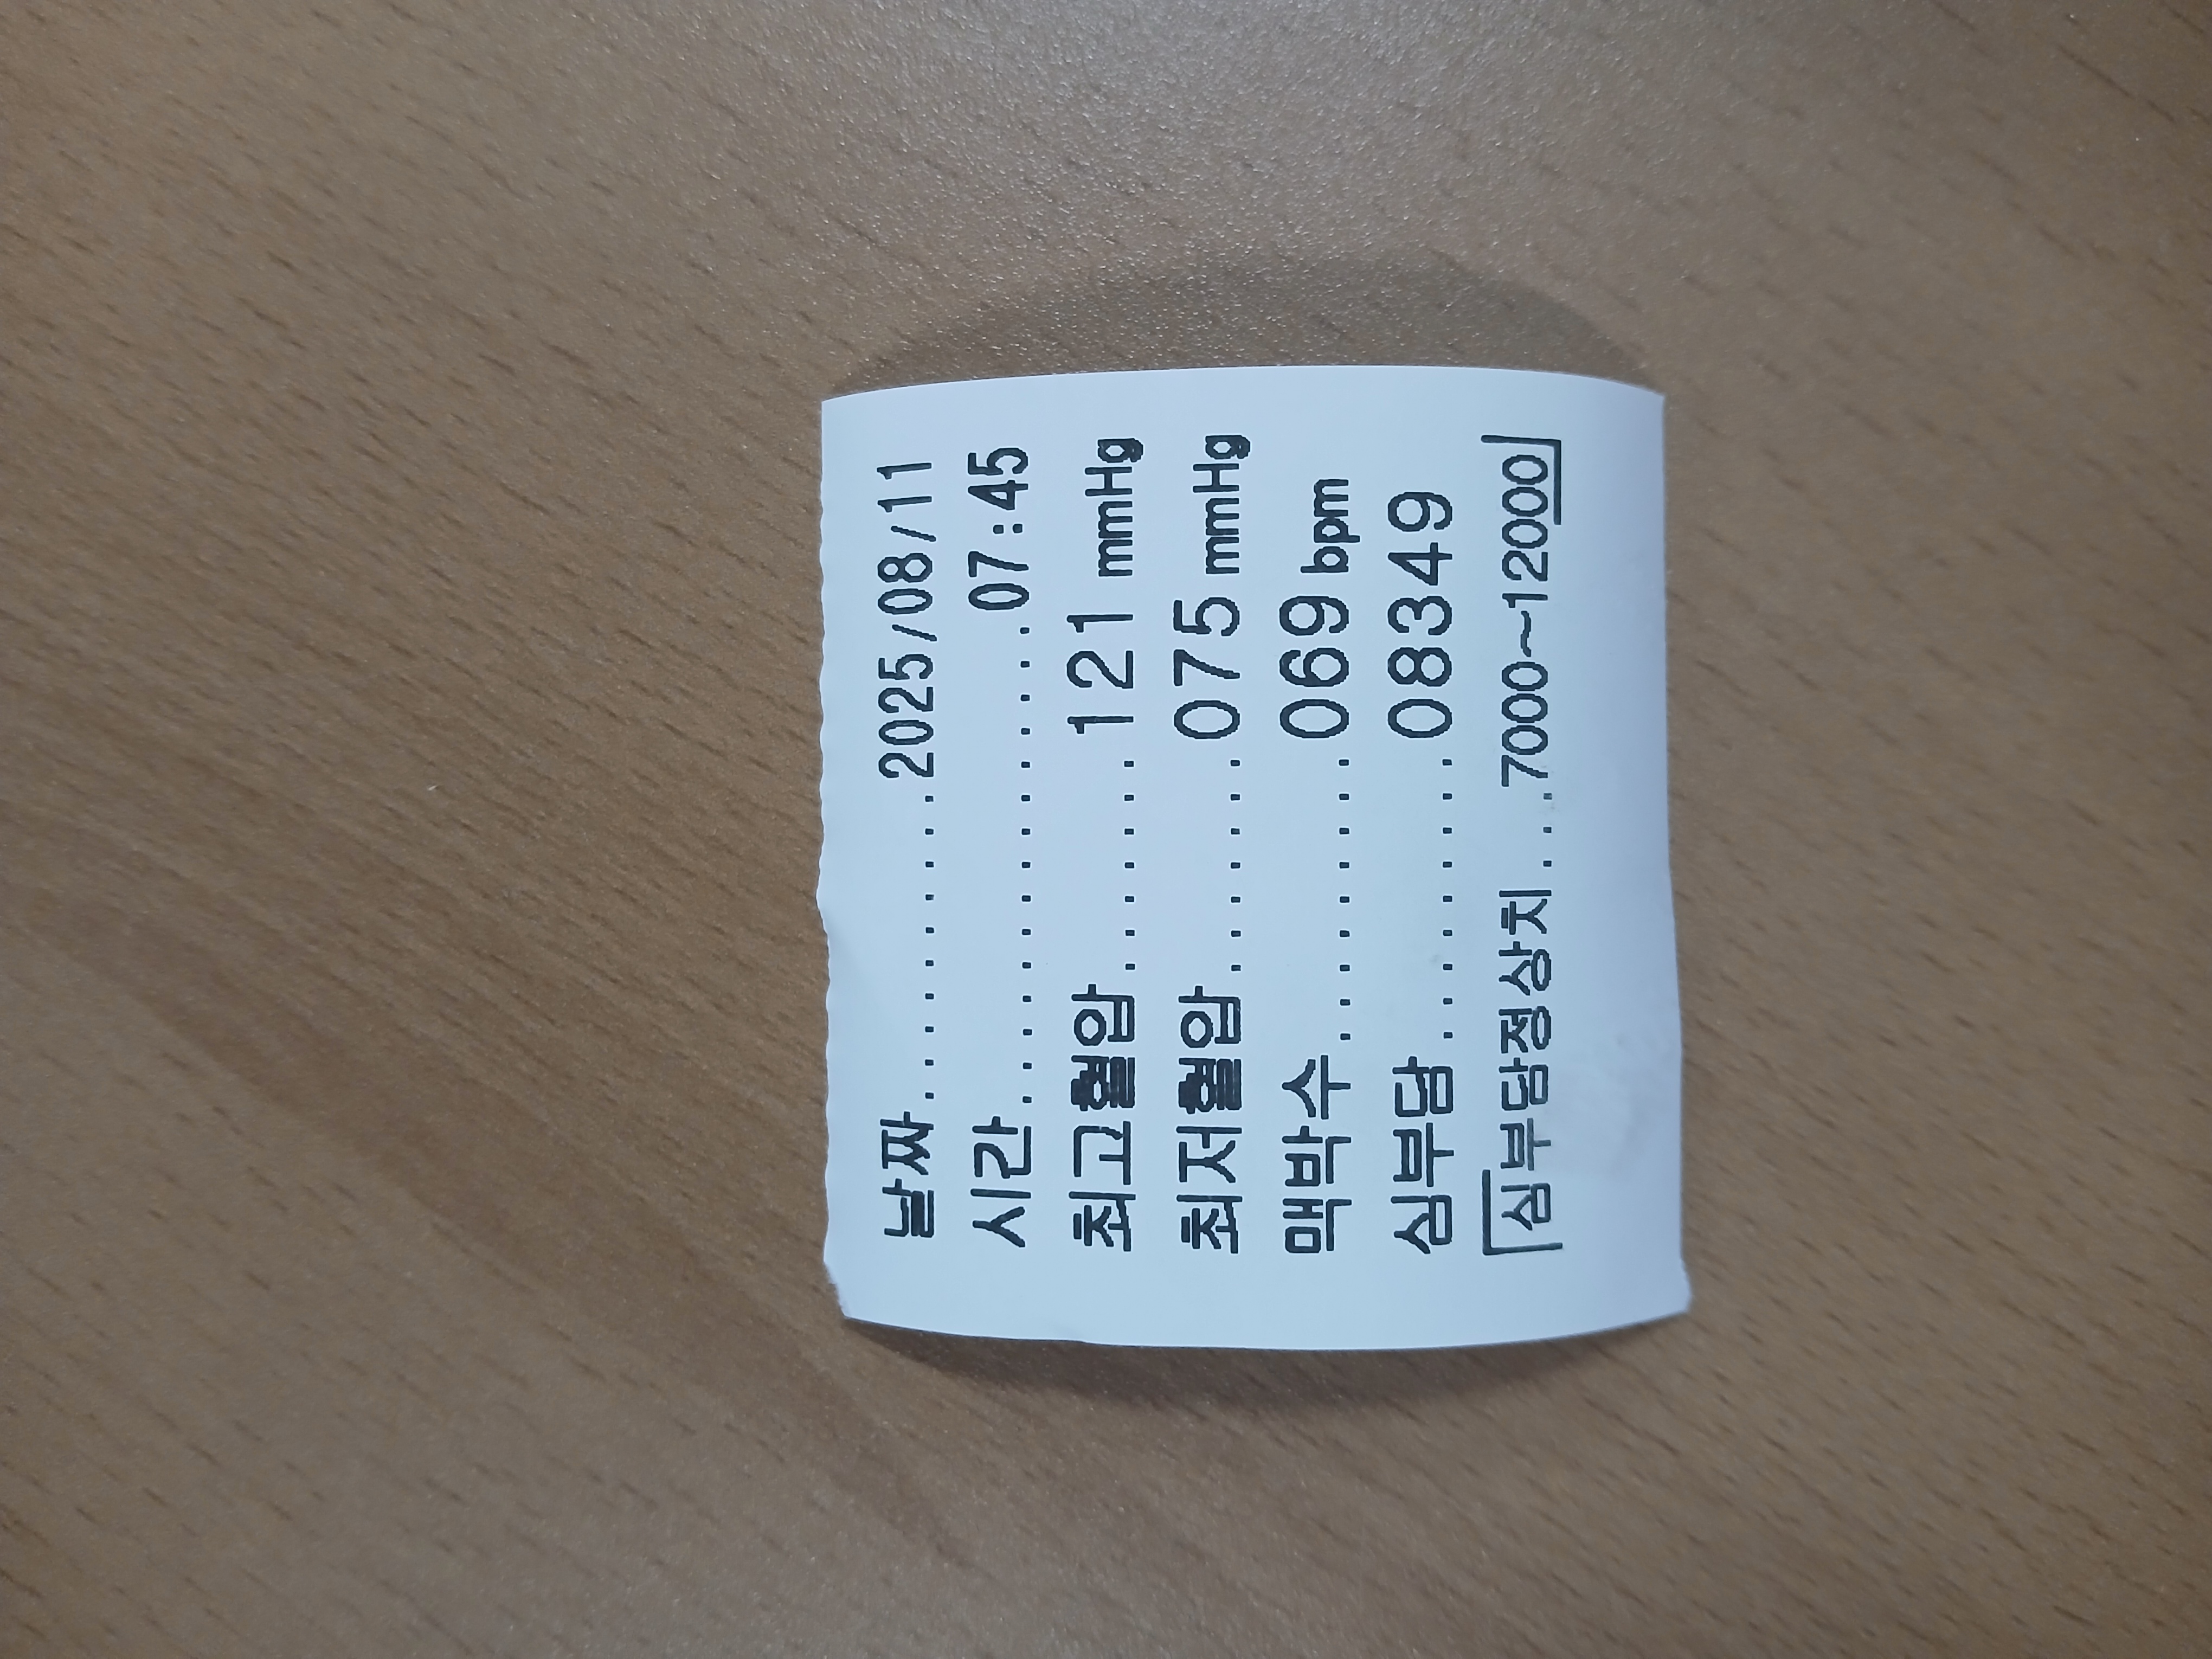 날짜...........2025/08/11
시간................07:45
최고혈압.......121 mmHg
최저혈압.......075 mmHg
맥박수.........069 bpm
심부담.........08349
[심부담정상치...7000~12000]